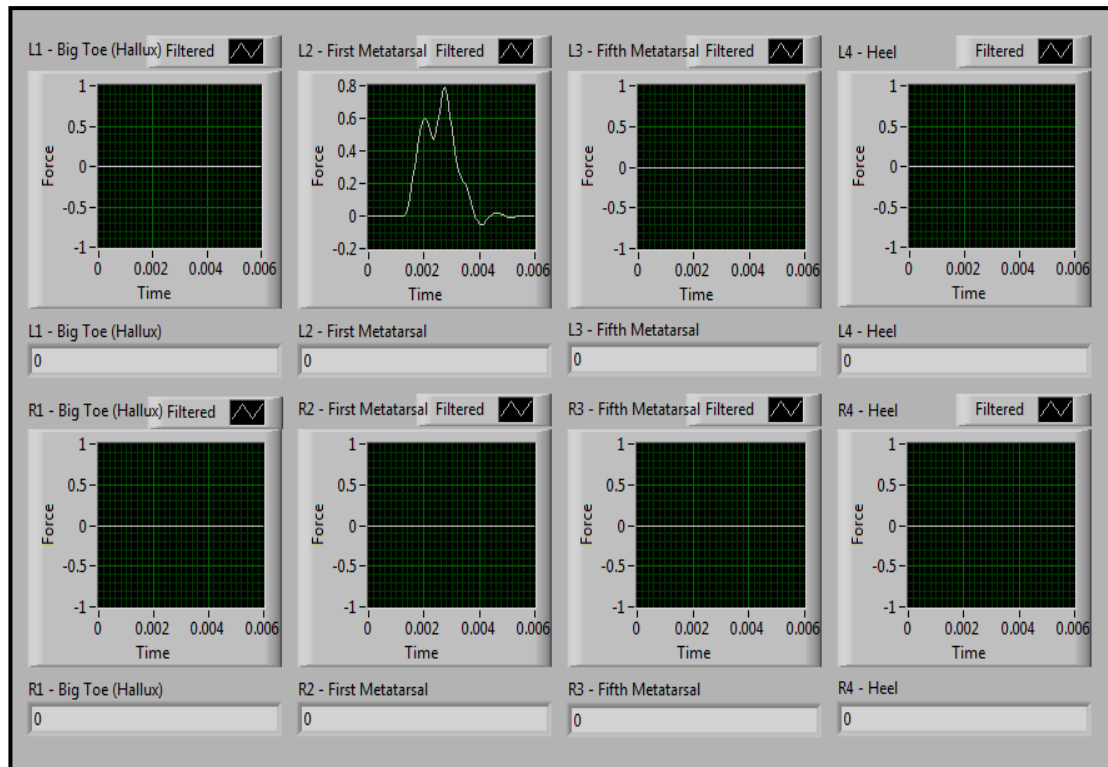 L1 - Big Toe (Hallux) Filtered
1
0.5
0
-0.5
-1
Force
0 0.002 0.004 0.006
Time
L1 - Big Toe (Hallux)
0
L2 - First Metatarsal Filtered
0.8
0.6
0.4
0.2
0
-0.2
Force
0 0.002 0.004 0.006
Time
L2 - First Metatarsal
0
L3 - Fifth Metatarsal Filtered
1
0.5
0
-0.5
-1
Force
0 0.002 0.004 0.006
Time
L3 - Fifth Metatarsal
0
L4 - Heel Filtered
1
0.5
0
-0.5
-1
Force
0 0.002 0.004 0.006
Time
L4 - Heel
0
R1 - Big Toe (Hallux) Filtered
1
0.5
0
-0.5
-1
Force
0 0.002 0.004 0.006
Time
R1 - Big Toe (Hallux)
0
R2 - First Metatarsal Filtered
1
0.5
0
-0.5
-1
Force
0 0.002 0.004 0.006
Time
R2 - First Metatarsal
0
R3 - Fifth Metatarsal Filtered
1
0.5
0
-0.5
-1
Force
0 0.002 0.004 0.006
Time
R3 - Fifth Metatarsal
0
R4 - Heel Filtered
1
0.5
0
-0.5
-1
Force
0 0.002 0.004 0.006
Time
R4 - Heel
0